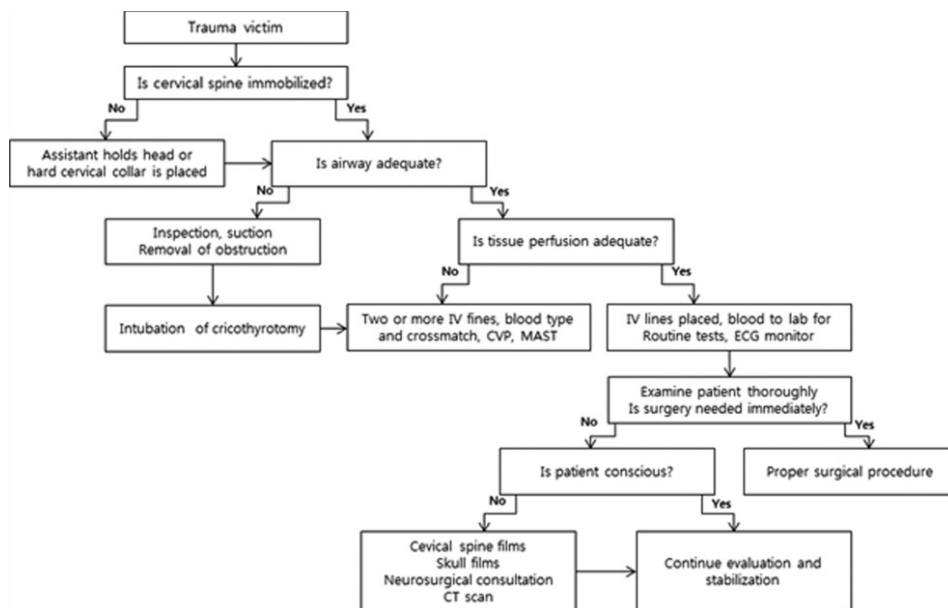 Trauma victim
Is cervical spine immobilized?
No
Yes
Assistant holds head or
hard cervical collar is placed
Is airway adequate?
No
Yes
Inspection, suction
Removal of obstruction
Is tissue perfusion adequate?
No
Yes
Intubation of cricothyrotomy
Two or more IV fines, blood type
and crossmatch, CVP, MAST
IV lines placed, blood to lab for
Routine tests, ECG monitor
Examine patient thoroughly
Is surgery needed immediately?
No
Yes
Is patient conscious?
Proper surgical procedure
No
Yes
Cevical spine films
Skull films
Neurosurgical consultation
CT scan
Continue evaluation and
stabilization